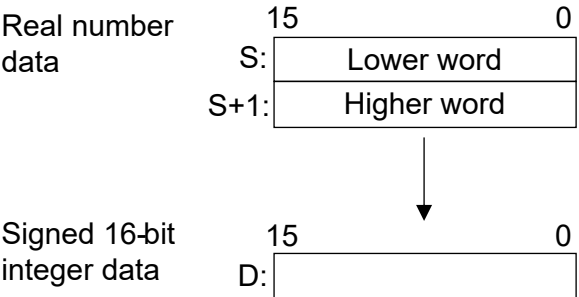 Real number
data
15 0
S: Lower word
S+1: Higher word
Signed 16-bit
integer data
15 0
D: